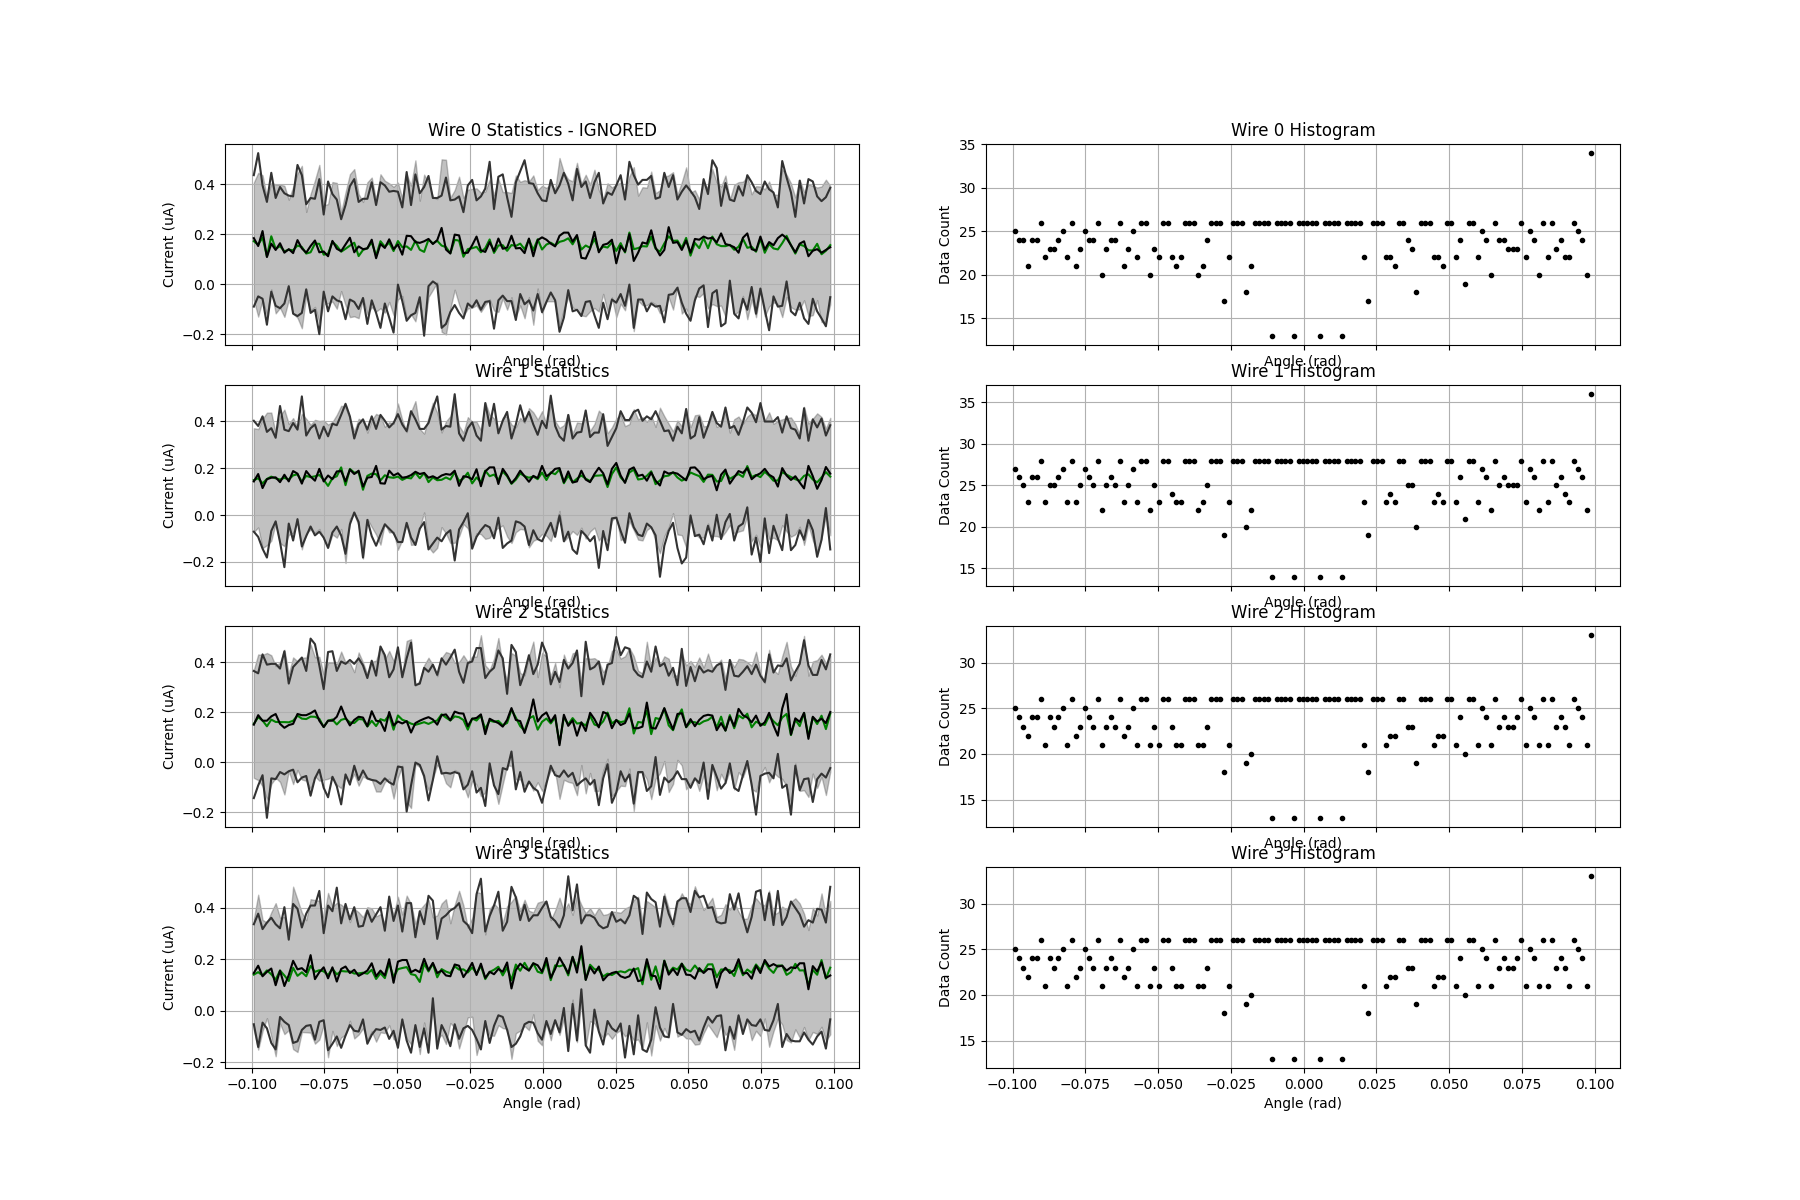 Wire 0 Statistics - IGNORED
Current (uA)
0.4
0.2
0.0
−0.2
Angle (rad)
Wire 0 Histogram
Data Count
35
30
25
20
15
Angle (rad)
Wire 1 Statistics
Current (uA)
0.4
0.2
0.0
−0.2
Angle (rad)
Wire 1 Histogram
Data Count
35
30
25
20
15
Angle (rad)
Wire 2 Statistics
Current (uA)
0.4
0.2
0.0
−0.2
Angle (rad)
Wire 2 Histogram
Data Count
30
25
20
15
Angle (rad)
Wire 3 Statistics
Current (uA)
0.4
0.2
0.0
−0.2
−0.100 −0.075 −0.050 −0.025 0.000 0.025 0.050 0.075 0.100
Angle (rad)
Wire 3 Histogram
Data Count
30
25
20
15
−0.100 −0.075 −0.050 −0.025 0.000 0.025 0.050 0.075 0.100
Angle (rad)